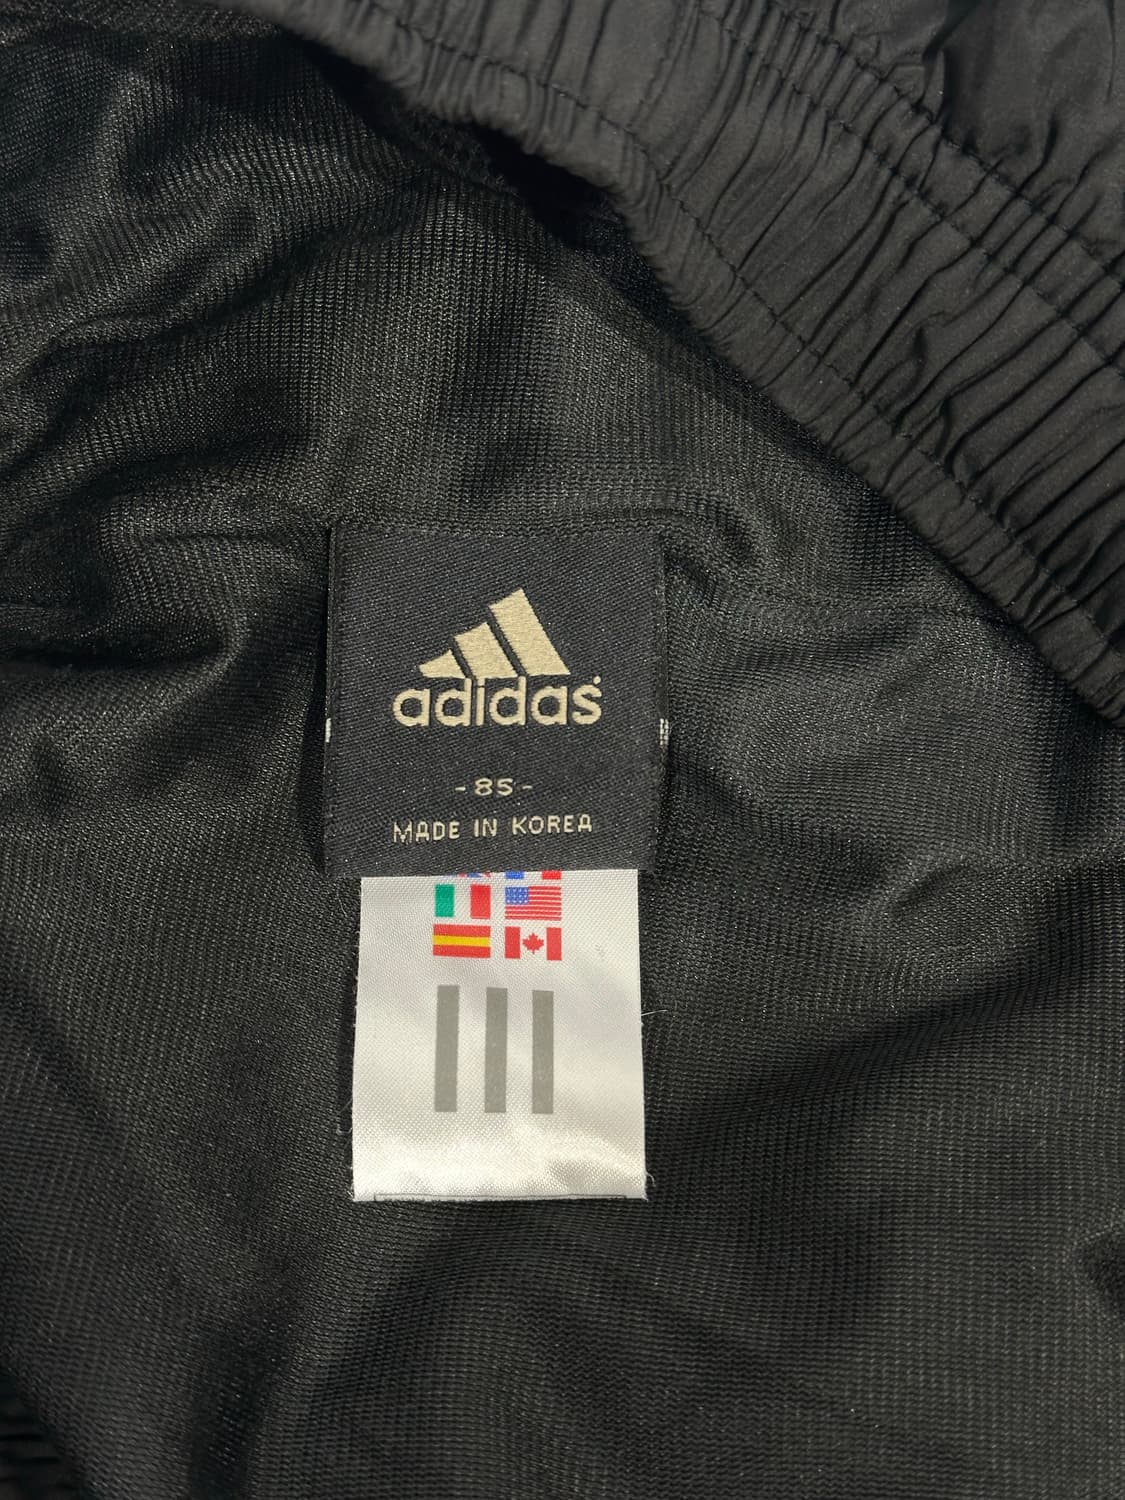 adidas
- 85 -
MADE IN KOREA